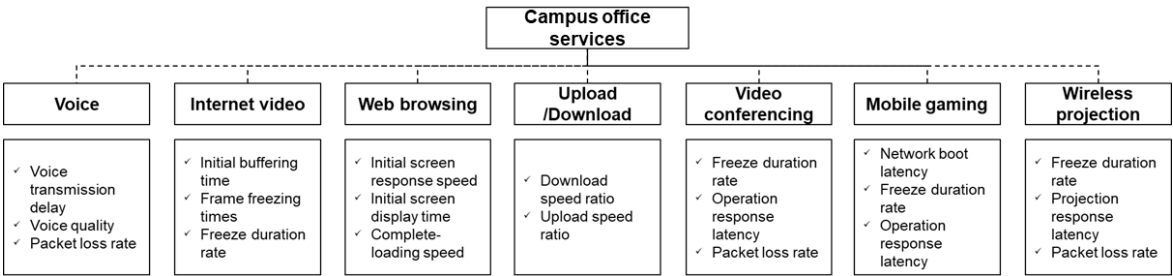 Campus office
services
Voice
Internet video
Web browsing
Upload
/Download
Video
conferencing
Mobile gaming
Wireless
projection
✓ Voice
transmission
delay
✓ Voice quality
✓ Packet loss rate
✓ Initial buffering
time
✓ Frame freezing
times
✓ Freeze duration
rate
✓ Initial screen
response speed
✓ Initial screen
display time
✓ Complete-
loading speed
✓ Download
speed ratio
✓ Upload speed
ratio
✓ Freeze duration
rate
✓ Operation
response
latency
✓ Packet loss rate
✓ Network boot
latency
✓ Freeze duration
rate
✓ Operation
response
latency
✓ Freeze duration
rate
✓ Projection
response
latency
✓ Packet loss rate